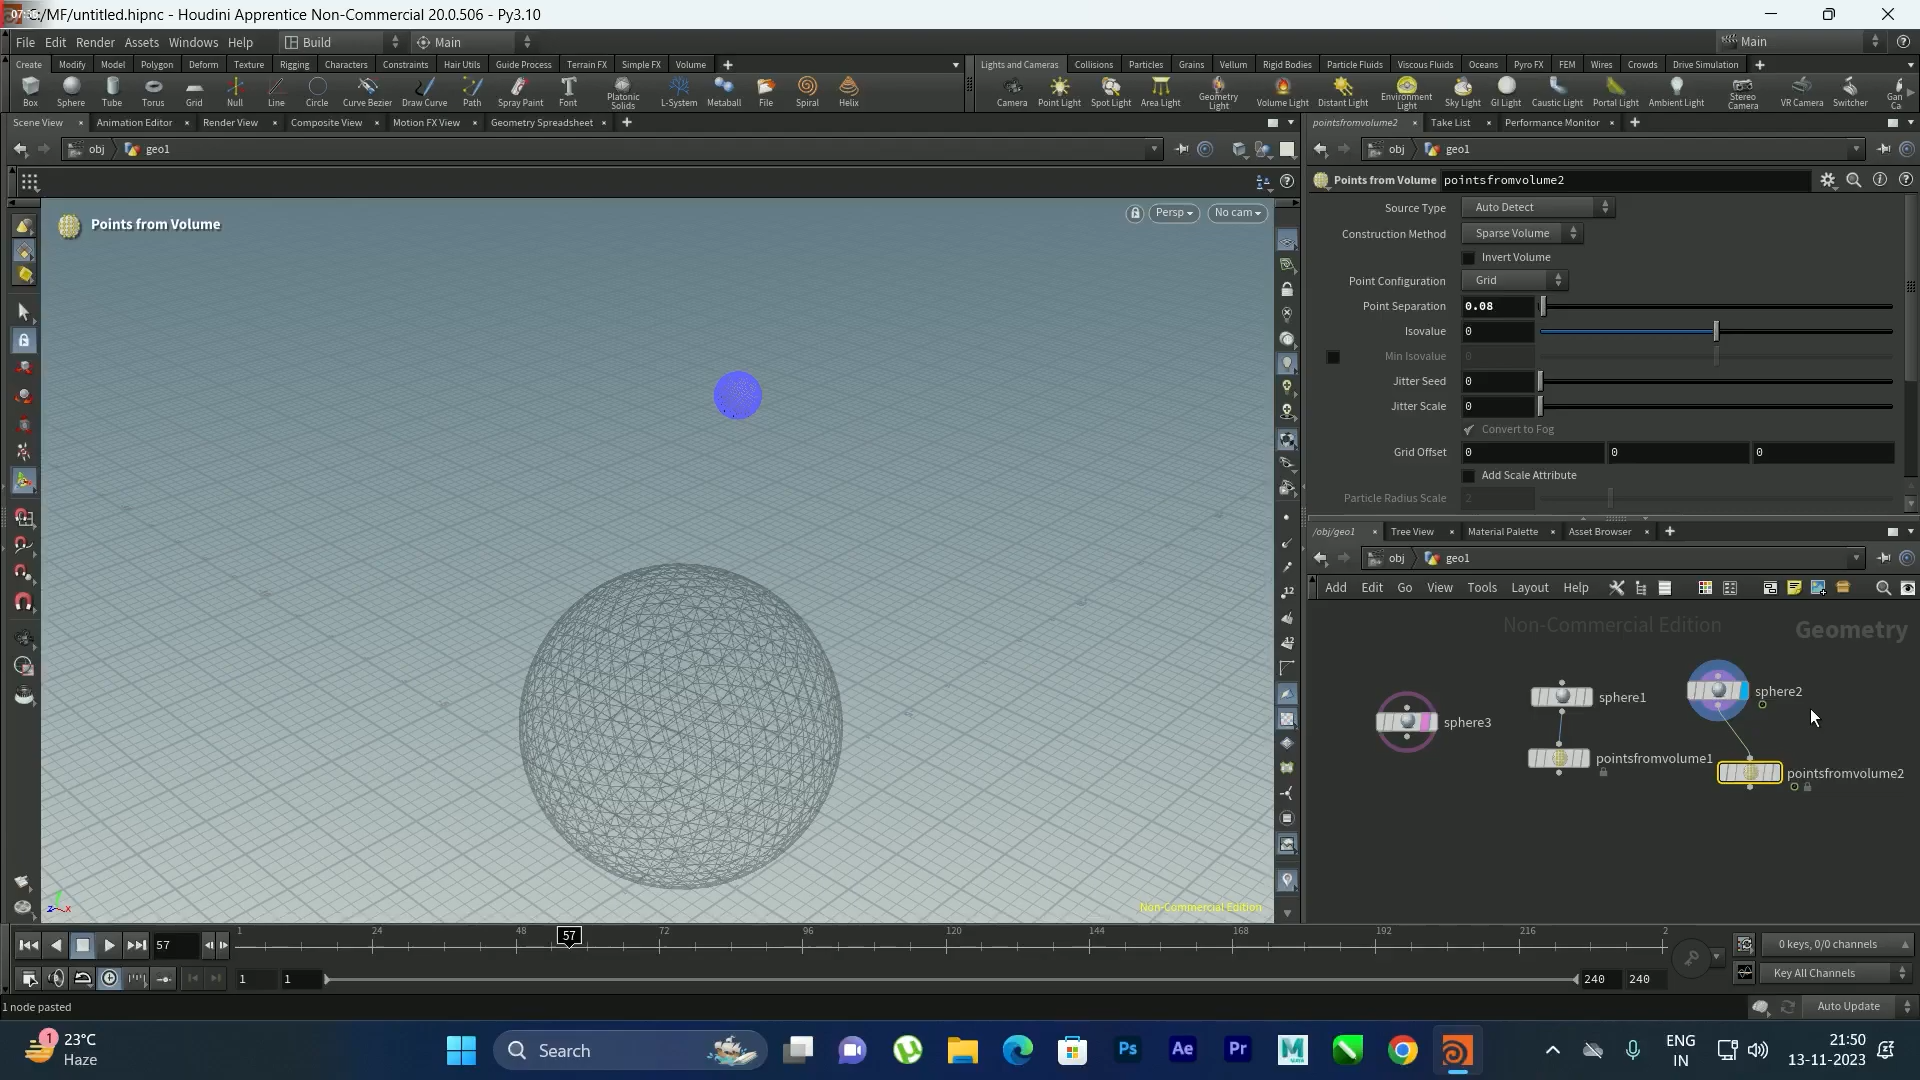 C:/MF/untitled.hipnc - Houdini Apprentice Non-Commercial 20.0.506 - Py3.10
File Edit Render Assets Windows Help Build Main Main
Create Modify Model Polygon Deform Texture Rigging Characters Constraints Hair Utils Guide Process Terrain FX Simple FX Volume
Lights and Cameras Collisions Particles Grains Vellum Rigid Bodies Particle Fluids Viscous Fluids Oceans Pyro FX FEM Wires Crowds Drive Simulation
Box Sphere Tube Torus Grid Null Line Circle Curve Bezier Draw Curve Path Spray Paint Font Platonic Solids L-System Metaball File Spiral Helix
Camera Point Light Spot Light Area Light Geometry Light Volume Light Distant Light Environment Light Sky Light GI Light Caustic Light Portal Light Ambient Light Stereo Camera VR Camera Switcher
Scene View Animation Editor Render View Composite View Motion FX View Geometry Spreadsheet
pointsfromvolume2 Take List Performance Monitor
obj geo1
obj geo1
Points from Volume pointsfromvolume2
Points from Volume
Persp No cam
Source Type Auto Detect
Construction Method Sparse Volume
Invert Volume
Point Configuration Grid
Point Separation 0.08
Isovalue 0
Min Isovalue 0
Jitter Seed 0
Jitter Scale 0
Convert to Fog
Grid Offset 0 0 0
Add Scale Attribute
Particle Radius Scale 2
/obj/geo1 Tree View Material Palette Asset Browser
obj geo1
Add Edit Go View Tools Layout Help
Non-Commercial Edition Geometry
sphere3
sphere1
sphere2
pointsfromvolume1
pointsfromvolume2
Non-Commercial Edition
57 1 24 48 57 72 96 120 144 168 192 216 2
0 keys, 0/0 channels
1 1 240 240
Key All Channels
1 node pasted
Auto Update
1 23°C
Haze
Search
Ps Ae Pr M
ENG
IN
21:50
13-11-2023